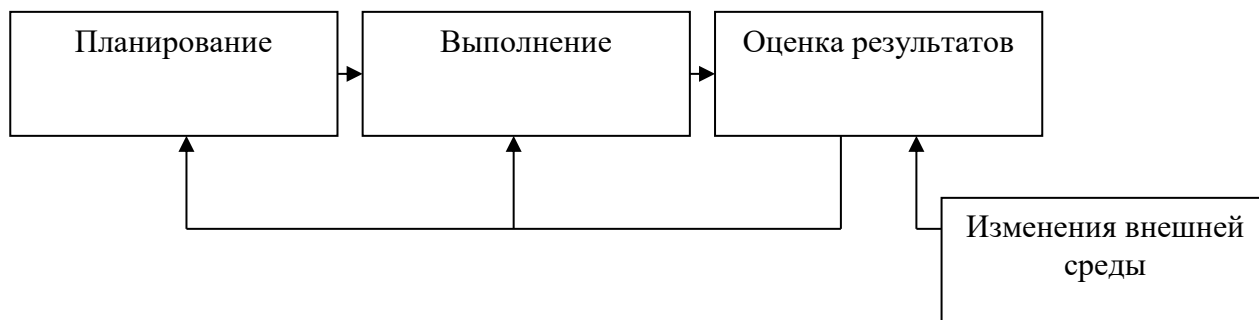 Планирование
Выполнение
Оценка результатов
Изменения внешней
среды